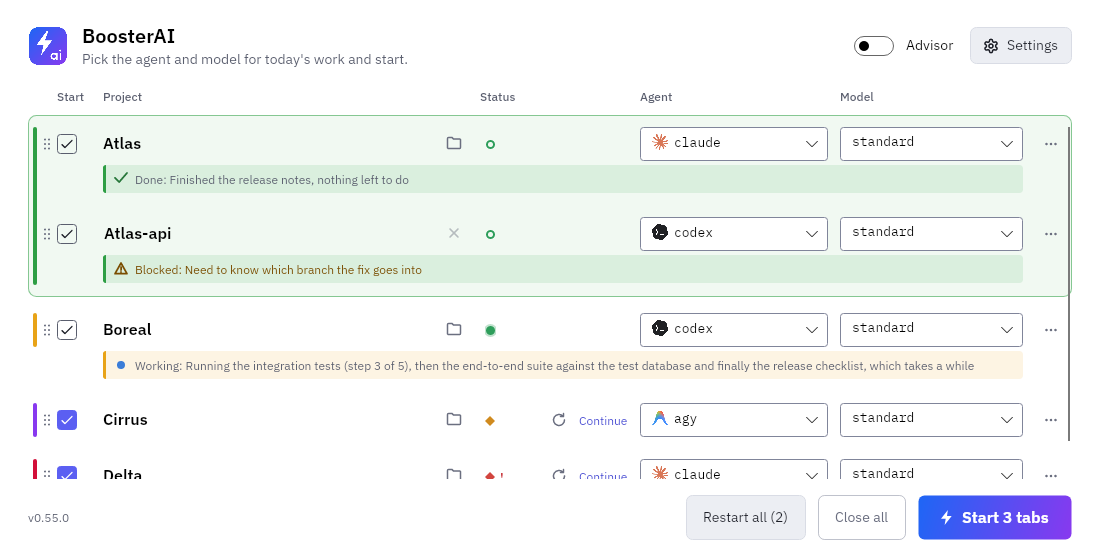 ai
BoosterAI
Pick the agent and model for today's work and start.
Advisor
Settings
Start Project Status Agent Model
Atlas claude standard
Done: Finished the release notes, nothing left to do
Atlas-api codex standard
Blocked: Need to know which branch the fix goes into
Boreal codex standard
Working: Running the integration tests (step 3 of 5), then the end-to-end suite against the test database and finally the release checklist, which takes a while
Cirrus Continue agy standard
Delta ! Continue claude standard
v0.55.0
Restart all (2)
Close all
Start 3 tabs